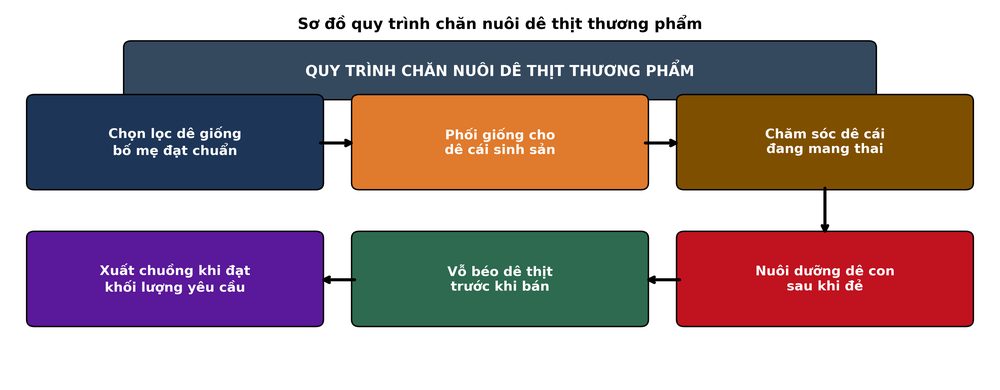 Sơ đồ quy trình chăn nuôi dê thịt thương phẩm
QUY TRÌNH CHĂN NUÔI DÊ THỊT THƯƠNG PHẨM
Chọn lọc dê giống
bố mẹ đạt chuẩn
Phối giống cho
dê cái sinh sản
Chăm sóc dê cái
đang mang thai
Nuôi dưỡng dê con
sau khi đẻ
Vỗ béo dê thịt
trước khi bán
Xuất chuồng khi đạt
khối lượng yêu cầu